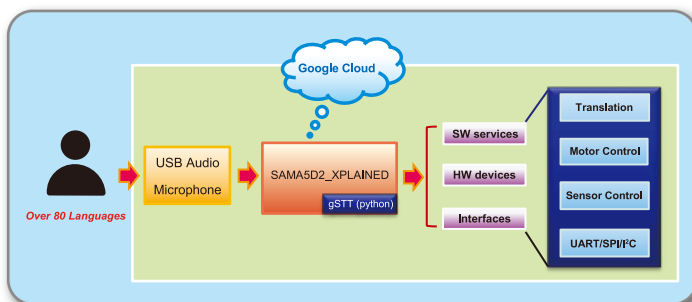 Google Cloud
Over 80 Languages
USB Audio
Microphone
SAMA5D2_XPLAINED
gSTT (python)
SW services
HW devices
Interfaces
Translation
Motor Control
Sensor Control
UART/SPI/I²C